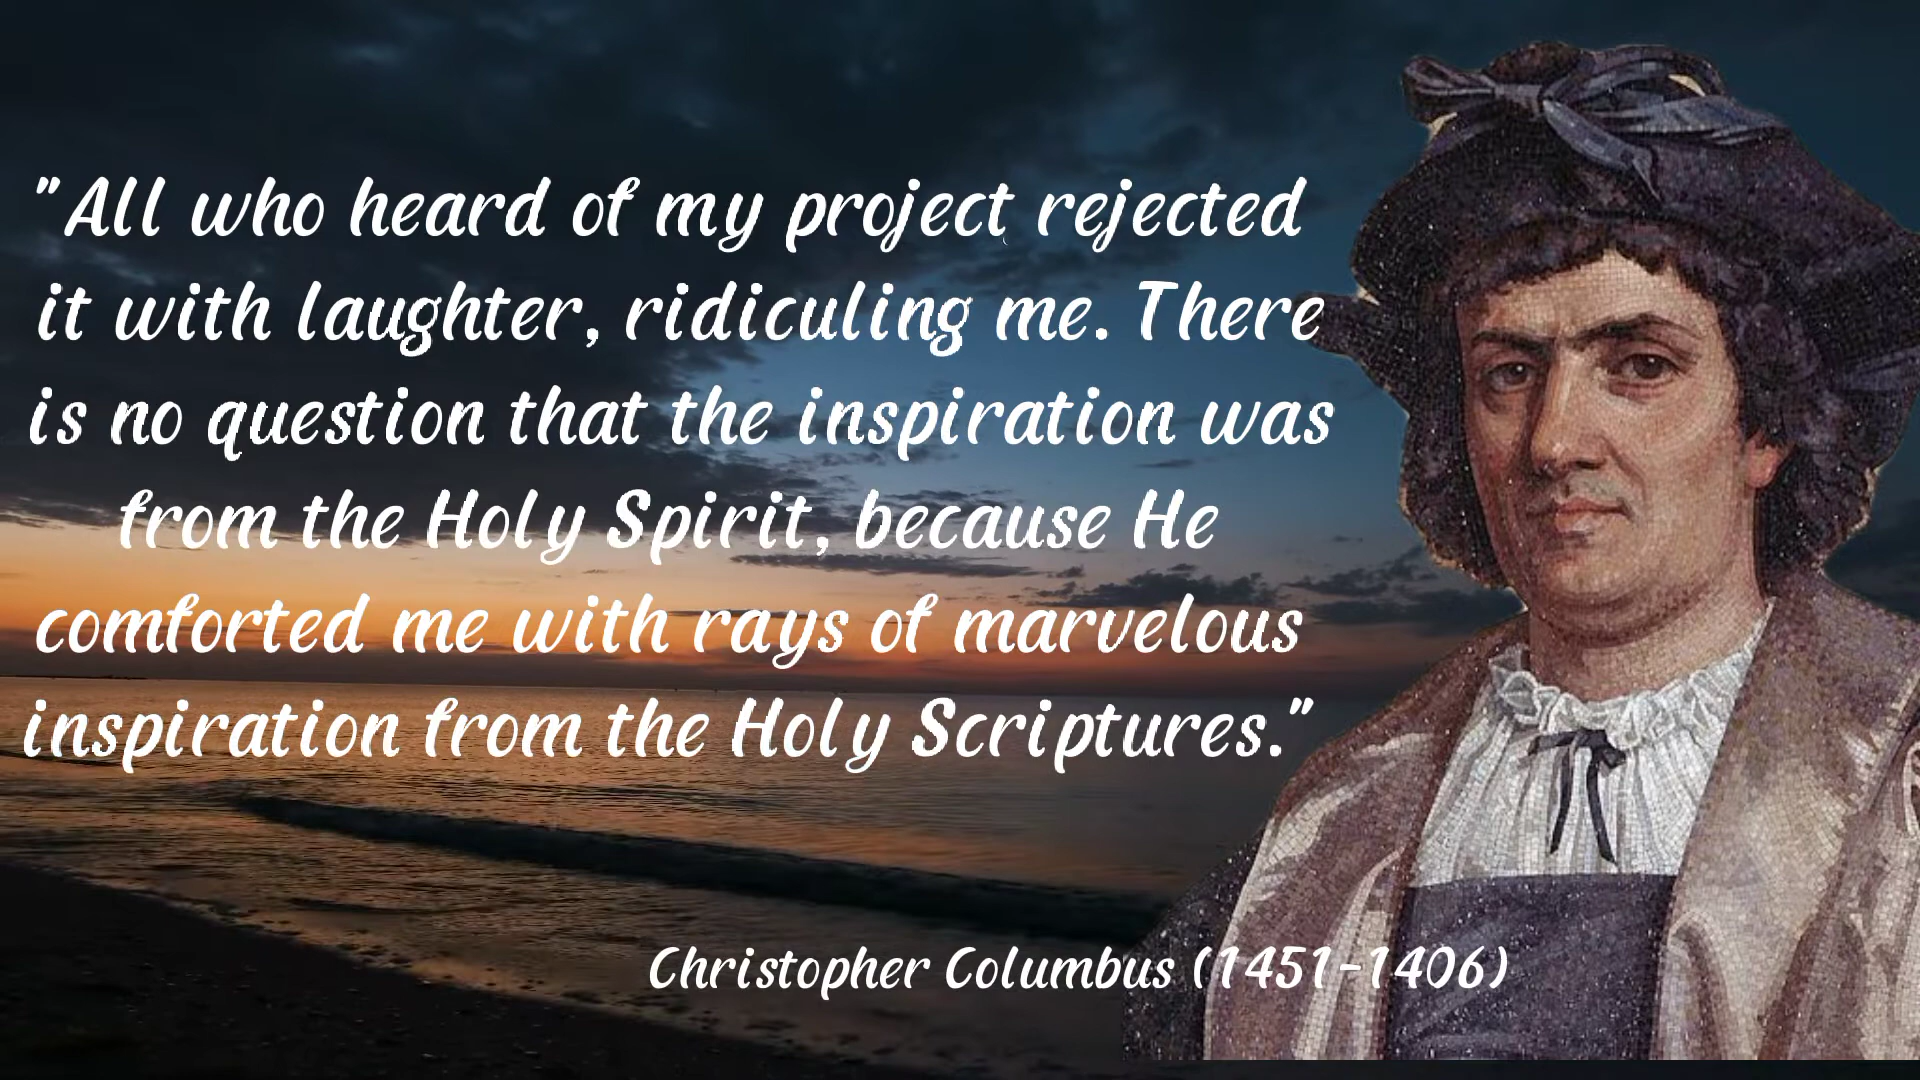 "All who heard of my project rejected
it with laughter, ridiculing me. There
is no question that the inspiration was
from the Holy Spirit, because He
comforted me with rays of marvelous
inspiration from the Holy Scriptures."
Christopher Columbus (1451-1406)